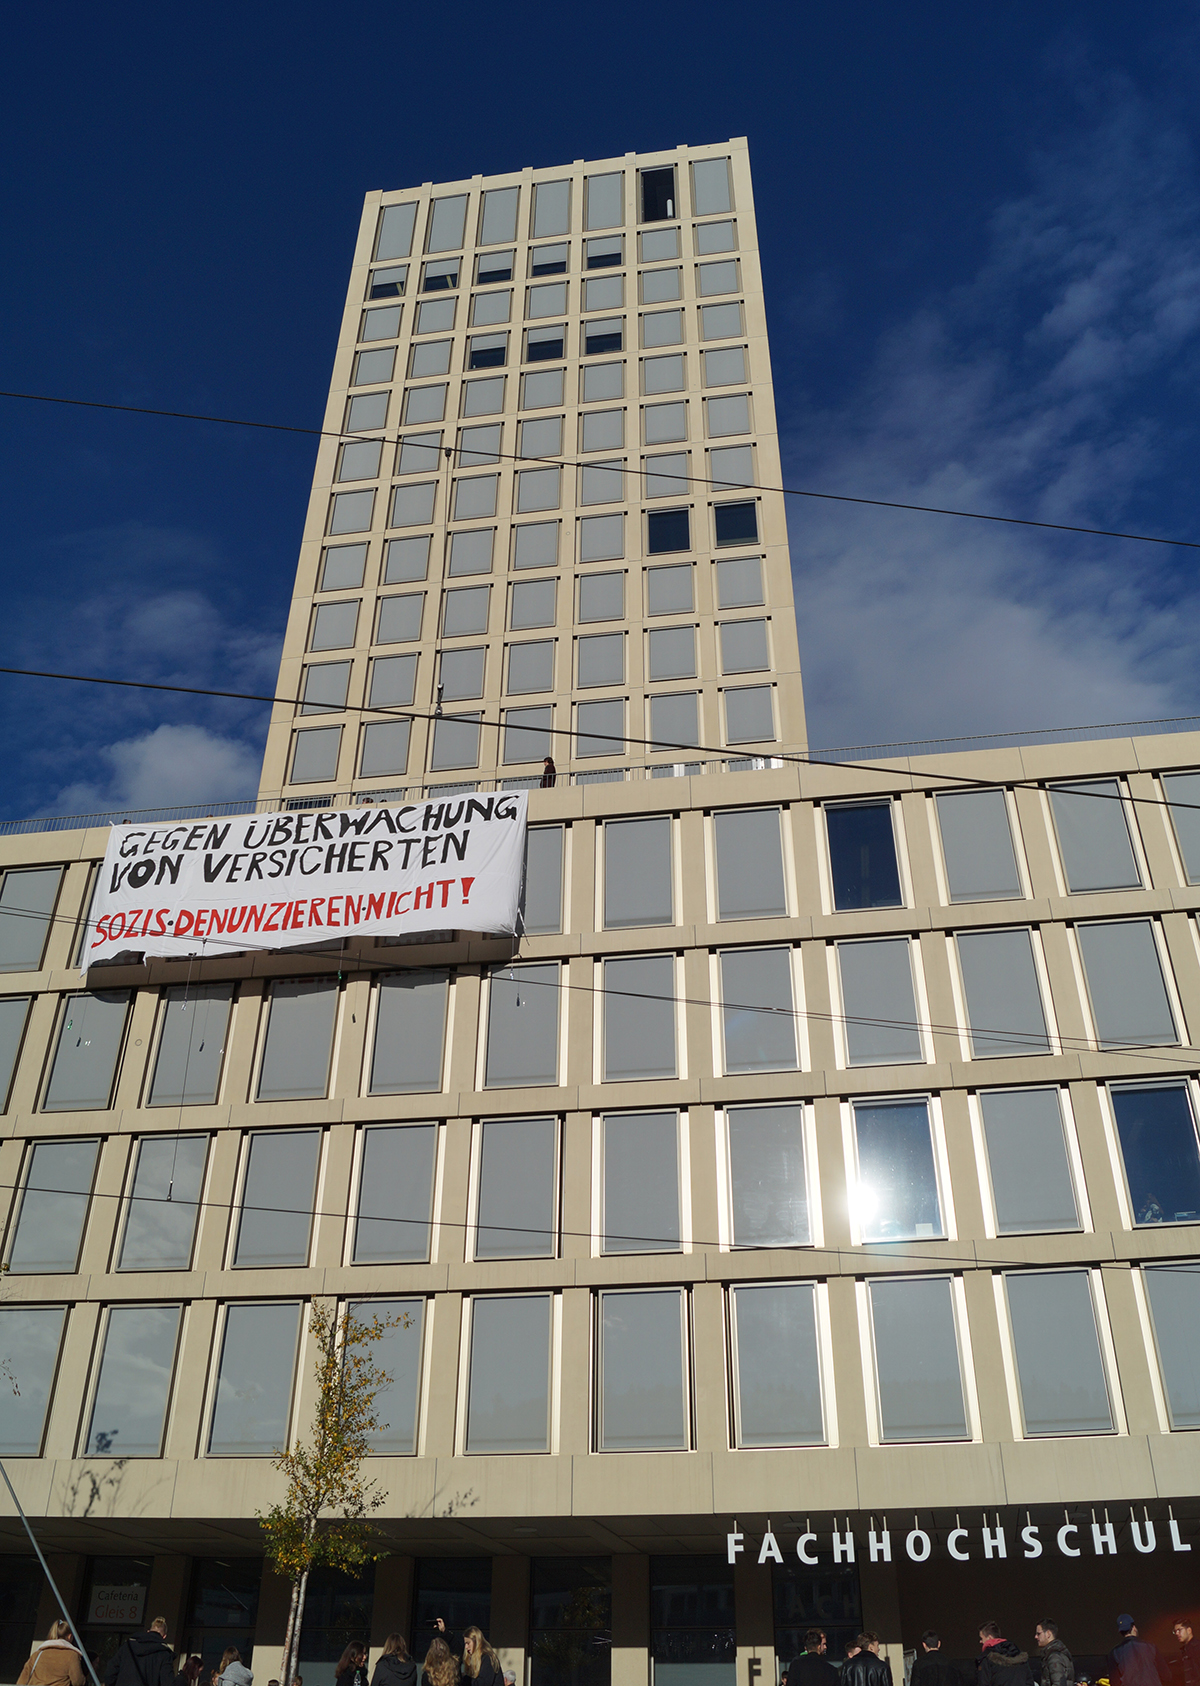 GEGEN ÜBERWACHUNG
VON VERSICHERTEN
SOZIS·DENUNZIEREN·NICHT!
FACHHOCHSCHUL
Cafeteria
Gleis 8